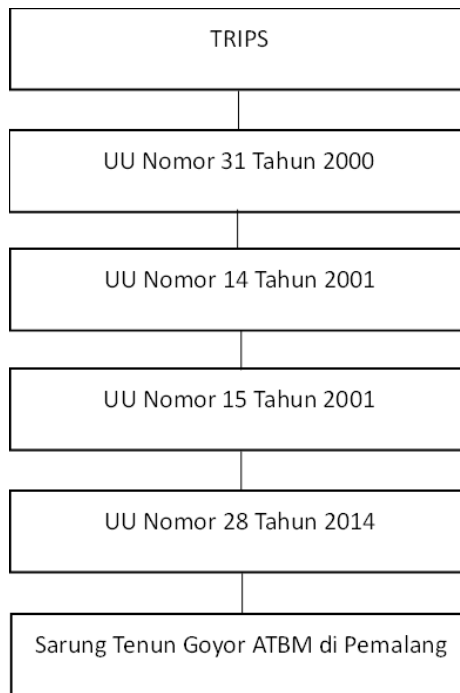 TRIPS
UU Nomor 31 Tahun 2000
UU Nomor 14 Tahun 2001
UU Nomor 15 Tahun 2001
UU Nomor 28 Tahun 2014
Sarung Tenun Goyor ATBM di Pemalang